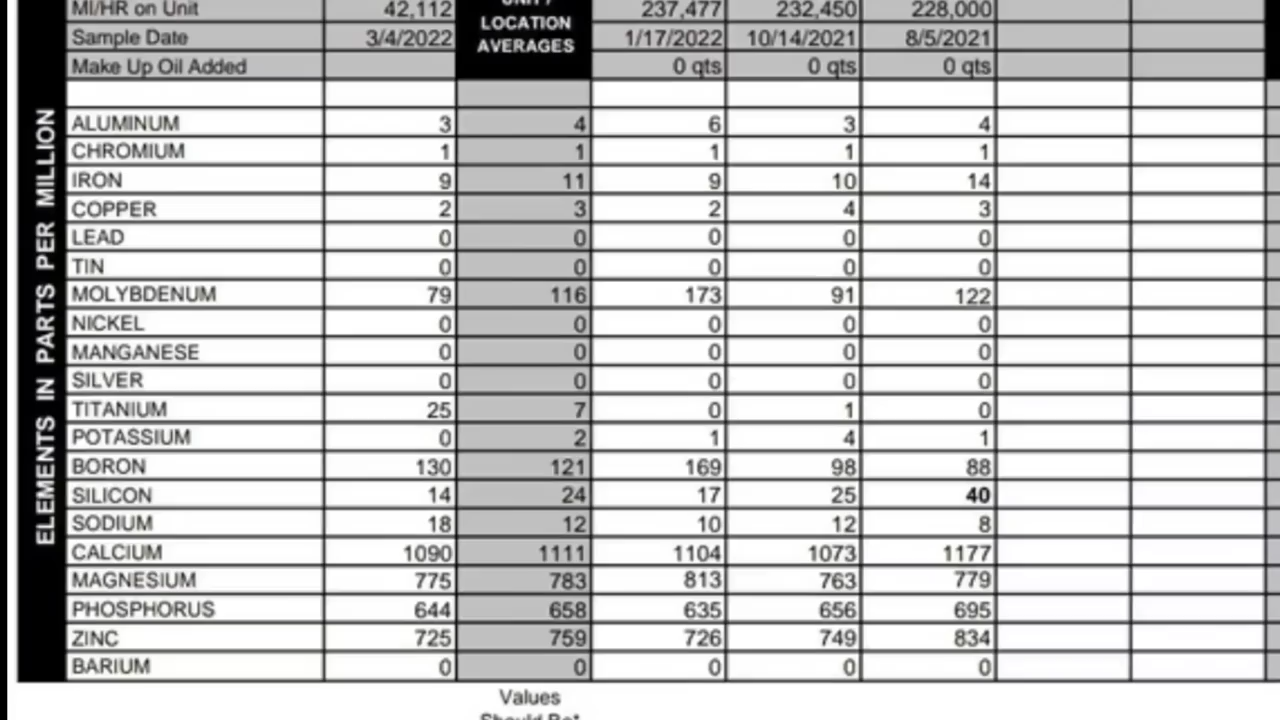 MI/HR on Unit 42,112 UNIT / 237,477 232,450 228,000
LOCATION
Sample Date 3/4/2022 AVERAGES 1/17/2022 10/14/2021 8/5/2021
Make Up Oil Added 0 qts 0 qts 0 qts
ELEMENTS IN PARTS PER MILLION
ALUMINUM 3 4 6 3 4
CHROMIUM 1 1 1 1 1
IRON 9 11 9 10 14
COPPER 2 3 2 4 3
LEAD 0 0 0 0 0
TIN 0 0 0 0 0
MOLYBDENUM 79 116 173 91 122
NICKEL 0 0 0 0 0
MANGANESE 0 0 0 0 0
SILVER 0 0 0 0 0
TITANIUM 25 7 0 1 0
POTASSIUM 0 2 1 4 1
BORON 130 121 169 98 88
SILICON 14 24 17 25 40
SODIUM 18 12 10 12 8
CALCIUM 1090 1111 1104 1073 1177
MAGNESIUM 775 783 813 763 779
PHOSPHORUS 644 658 635 656 695
ZINC 725 759 726 749 834
BARIUM 0 0 0 0 0
Values
Should Be*